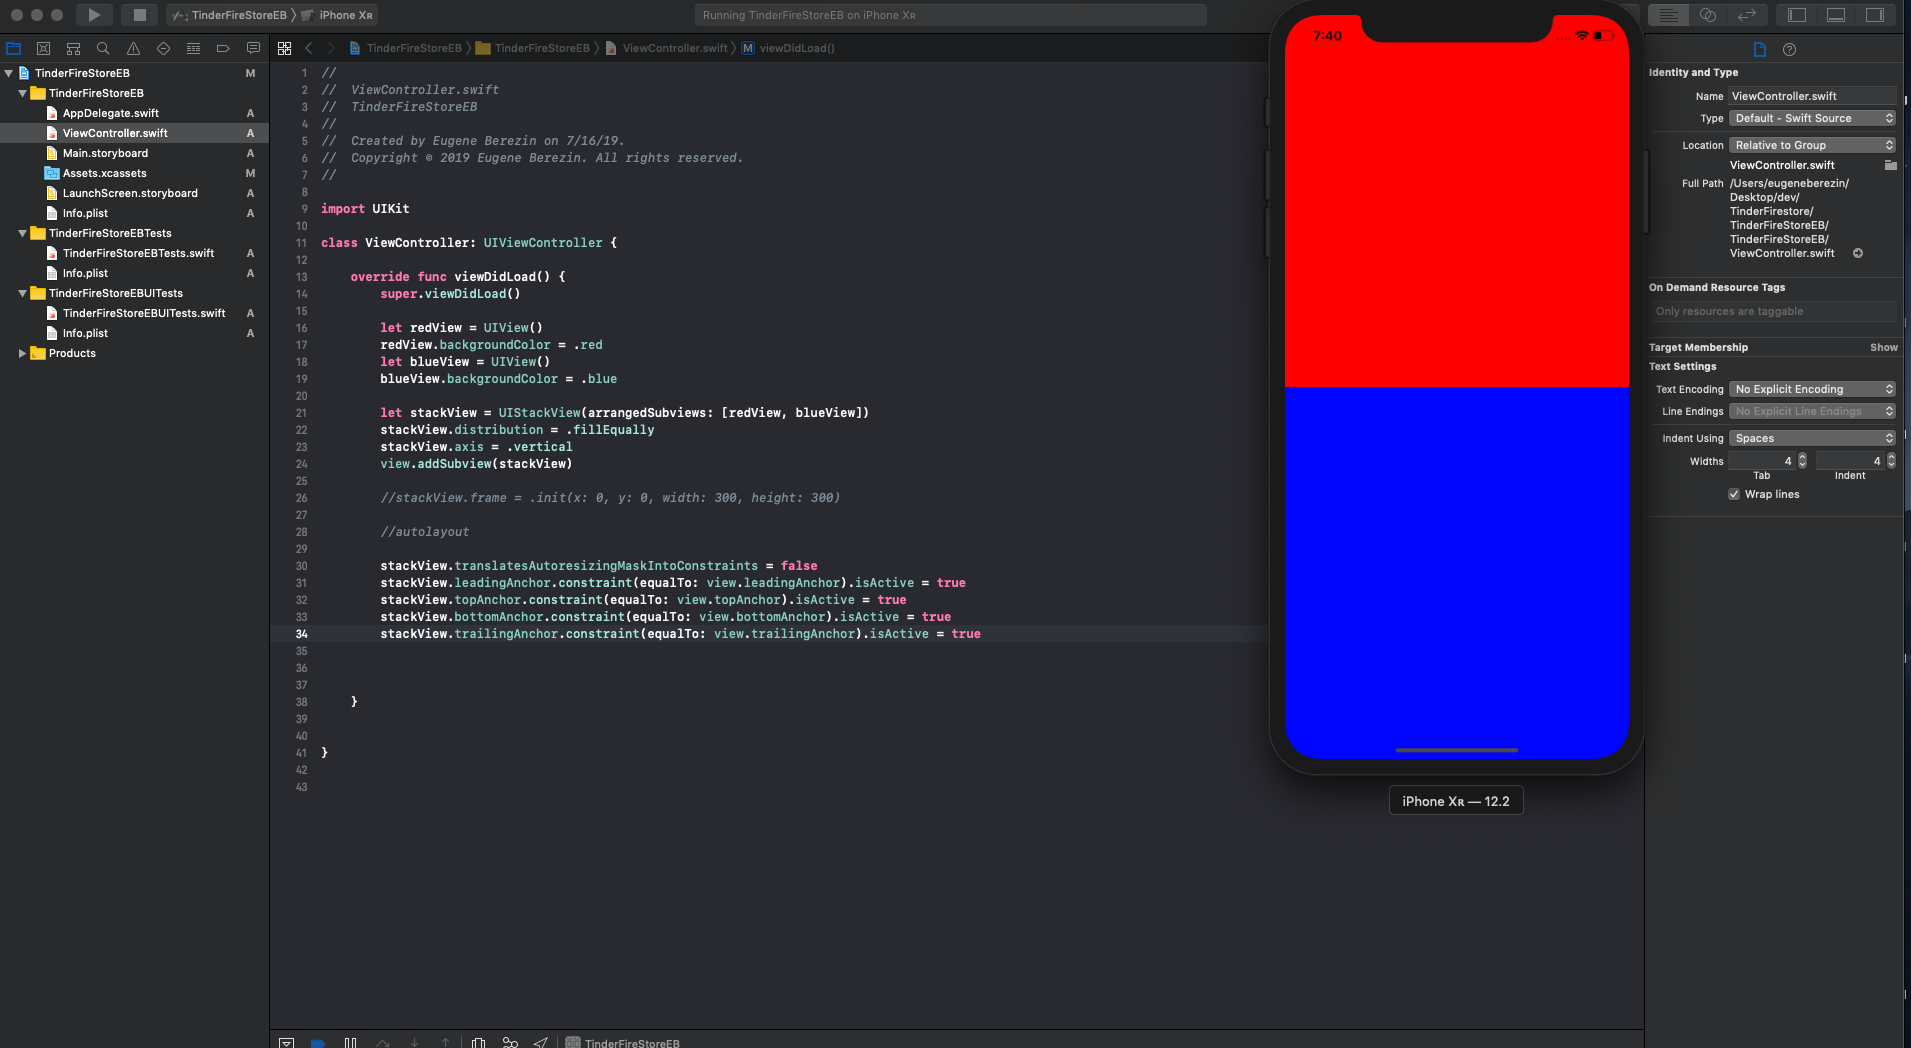 TinderFireStoreEB iPhone Xʀ
Running TinderFireStoreEB on iPhone Xʀ
TinderFireStoreEB TinderFireStoreEB ViewController.swift M viewDidLoad()
TinderFireStoreEB M
TinderFireStoreEB
AppDelegate.swift A
ViewController.swift A
Main.storyboard A
Assets.xcassets M
LaunchScreen.storyboard A
Info.plist A
TinderFireStoreEBTests
TinderFireStoreEBTests.swift A
Info.plist A
TinderFireStoreEBUITests
TinderFireStoreEBUITests.swift A
Info.plist A
Products
1 //
2 //  ViewController.swift
3 //  TinderFireStoreEB
4 //
5 //  Created by Eugene Berezin on 7/16/19.
6 //  Copyright © 2019 Eugene Berezin. All rights reserved.
7 //
8
9 import UIKit
10
11 class ViewController: UIViewController {
12
13     override func viewDidLoad() {
14         super.viewDidLoad()
15
16         let redView = UIView()
17         redView.backgroundColor = .red
18         let blueView = UIView()
19         blueView.backgroundColor = .blue
20
21         let stackView = UIStackView(arrangedSubviews: [redView, blueView])
22         stackView.distribution = .fillEqually
23         stackView.axis = .vertical
24         view.addSubview(stackView)
25
26         //stackView.frame = .init(x: 0, y: 0, width: 300, height: 300)
27
28         //autolayout
29
30         stackView.translatesAutoresizingMaskIntoConstraints = false
31         stackView.leadingAnchor.constraint(equalTo: view.leadingAnchor).isActive = true
32         stackView.topAnchor.constraint(equalTo: view.topAnchor).isActive = true
33         stackView.bottomAnchor.constraint(equalTo: view.bottomAnchor).isActive = true
34         stackView.trailingAnchor.constraint(equalTo: view.trailingAnchor).isActive = true
35
36
37
38     }
39
40
41 }
42
43
7:40
iPhone Xʀ — 12.2
Identity and Type
Name ViewController.swift
Type Default - Swift Source
Location Relative to Group
ViewController.swift
Full Path /Users/eugeneberezin/
Desktop/dev/
TinderFirestore/
TinderFireStoreEB/
TinderFireStoreEB/
ViewController.swift
On Demand Resource Tags
Only resources are taggable
Target Membership Show
Text Settings
Text Encoding No Explicit Encoding
Line Endings No Explicit Line Endings
Indent Using Spaces
Widths 4 4
Tab Indent
Wrap lines
TinderFireStoreEB